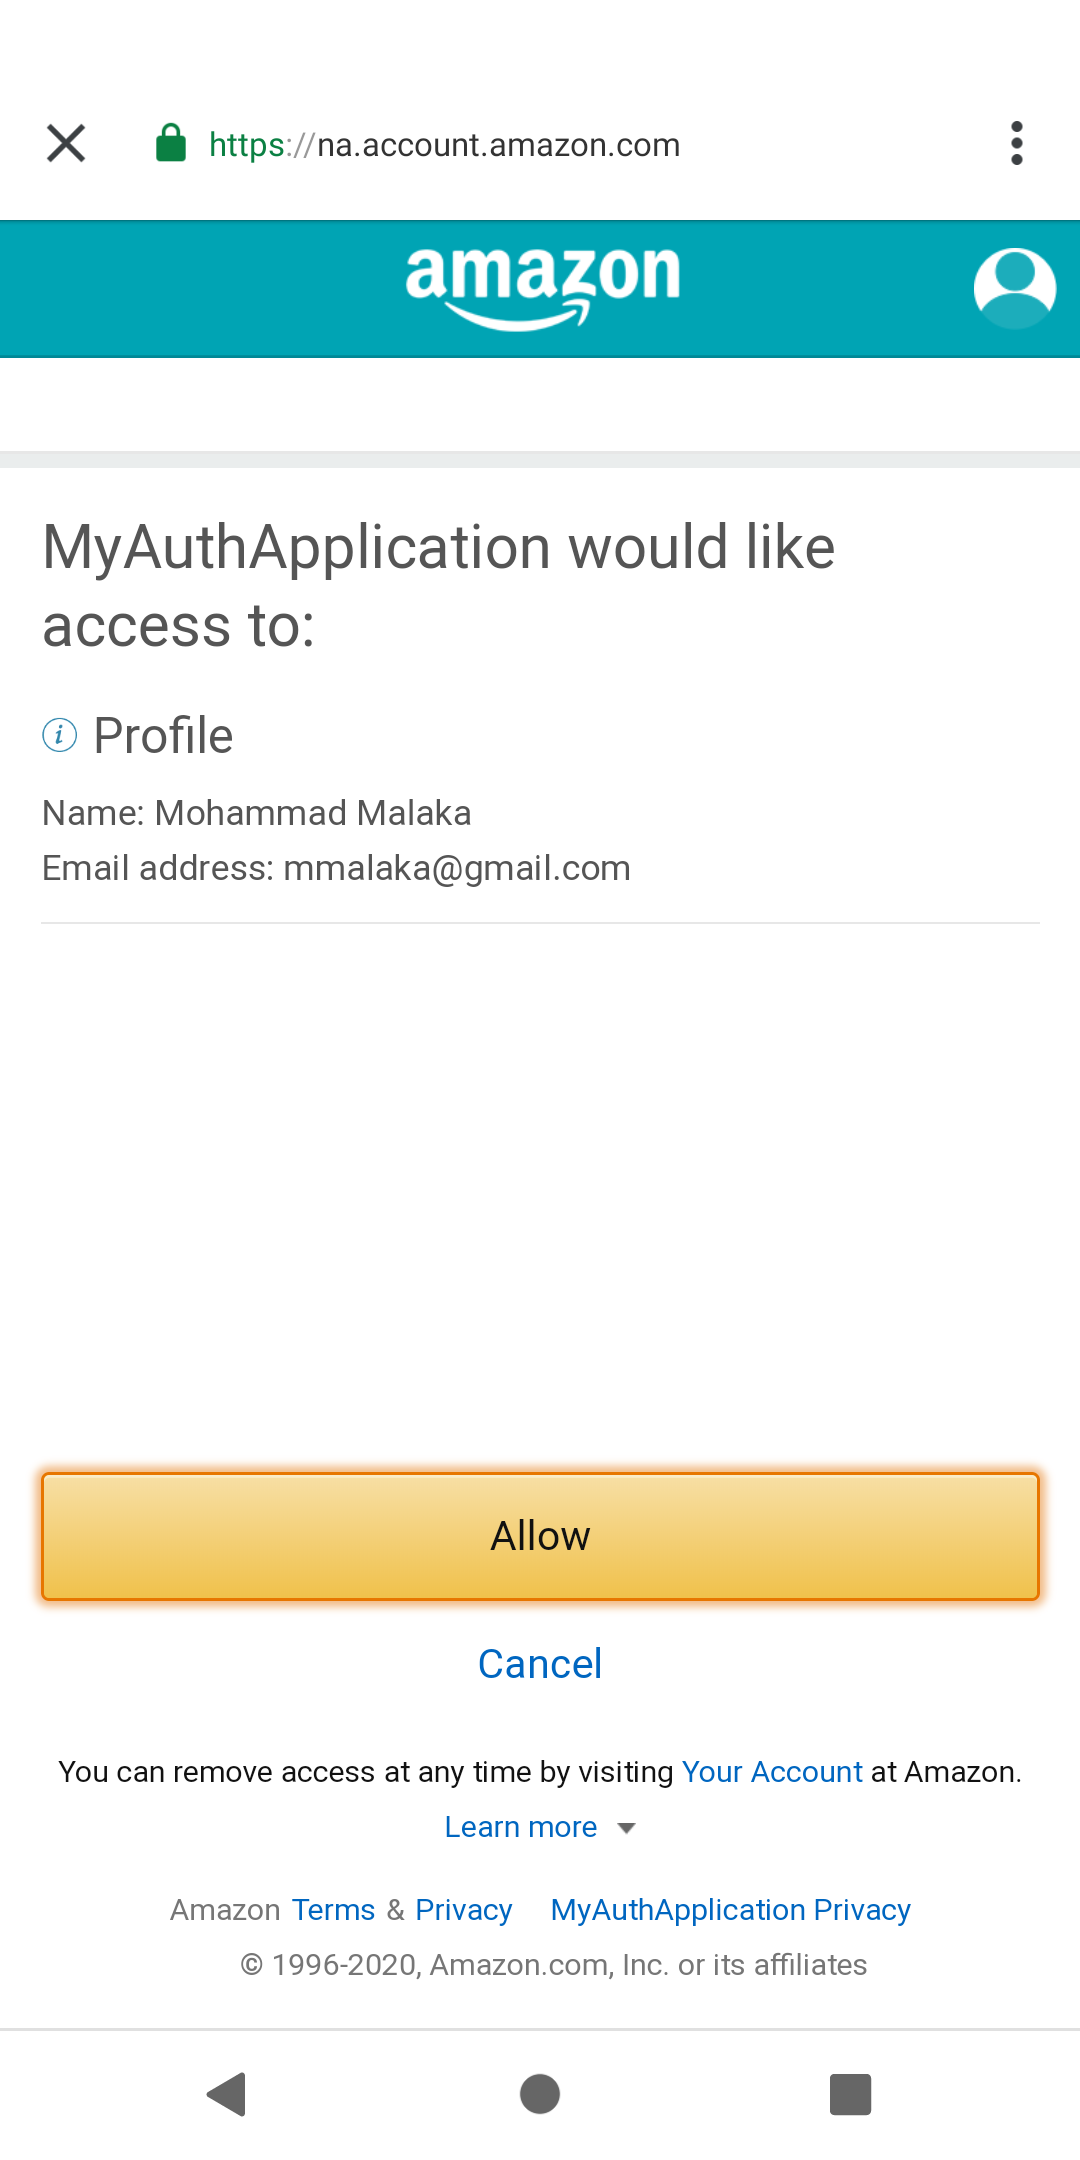 https://na.account.amazon.com
amazon
MyAuthApplication would like
access to:
i Profile
Name: Mohammad Malaka
Email address: mmalaka@gmail.com
Allow
Cancel
You can remove access at any time by visiting Your Account at Amazon.
Learn more
Amazon Terms & Privacy MyAuthApplication Privacy
© 1996-2020, Amazon.com, Inc. or its affiliates